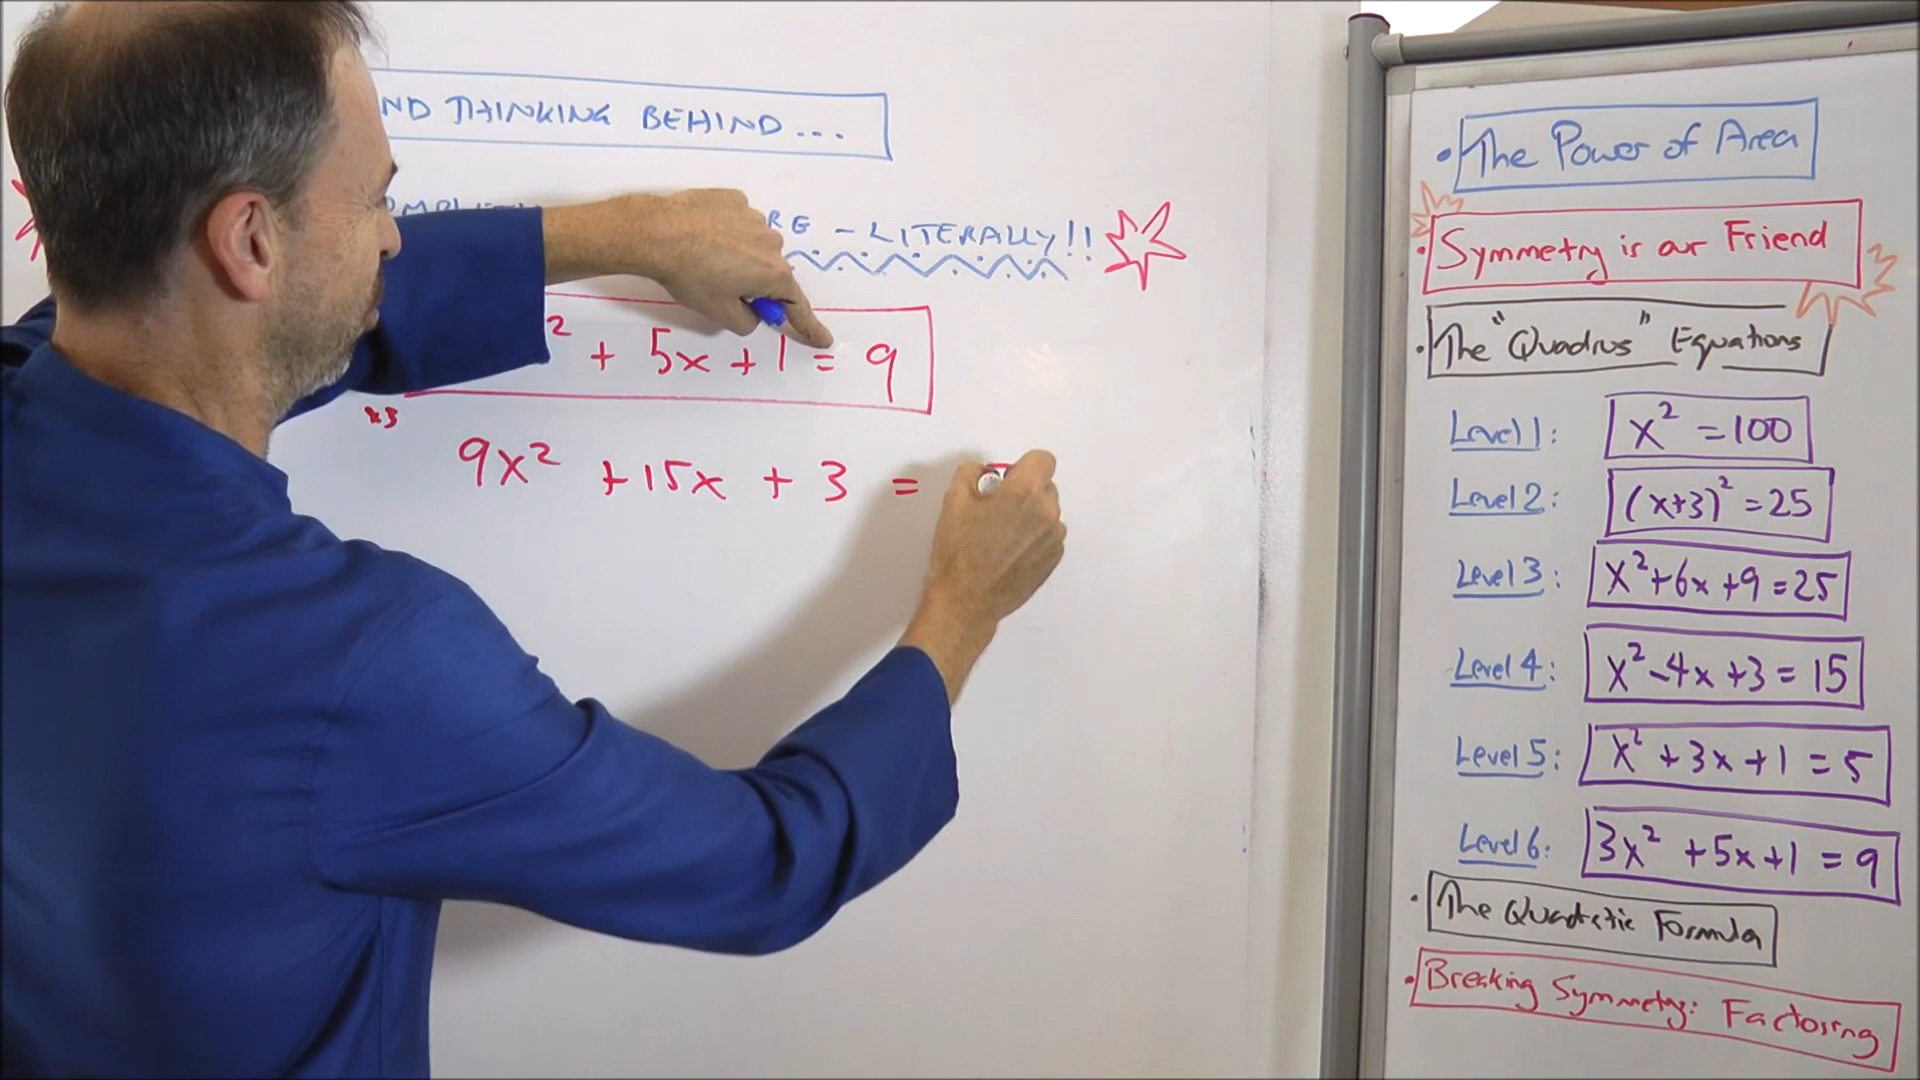 ND THINKING BEHIND...
RE - LITERALLY!!
² + 5x + 1 = 9
x3
9x² + 15x + 3 =
• The Power of Area
• Symmetry is our Friend
• The "Quadrus" Equations
Level 1: x² = 100
Level 2: (x+3)² = 25
Level 3: x² + 6x + 9 = 25
Level 4: x² - 4x + 3 = 15
Level 5: x² + 3x + 1 = 5
Level 6: 3x² + 5x + 1 = 9
• The Quadratic Formula
• Breaking Symmetry: Factoring